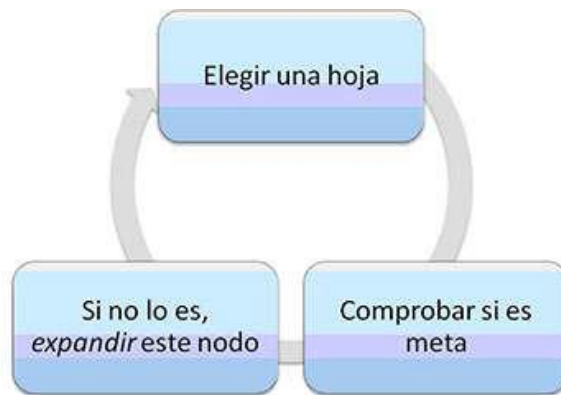 Elegir una hoja
Comprobar si es
meta
Si no lo es,
expandir este nodo